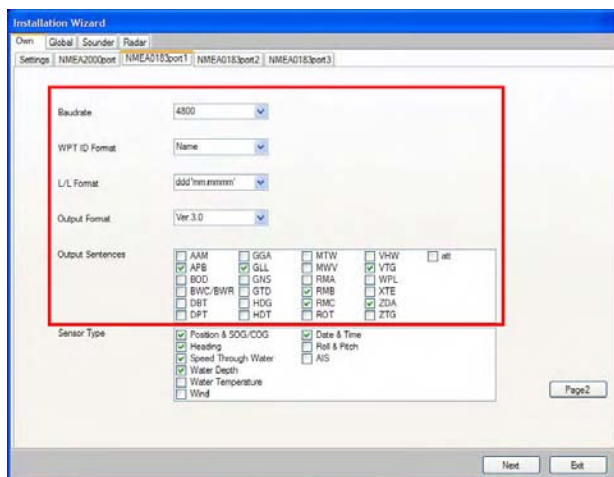 Installation Wizard
Own Global Sounder Radar
Settings NMEA2000port NMEA0183port1 NMEA0183port2 NMEA0183port3
Baudrate 4800
WPT ID Format Name
L/L Format ddd'mm.mmmm'
Output Format Ver.3.0
Output Sentences AAM GGA MTW VHW att
APB GLL MWV VTG
BOD GNS RMA WPL
BWC/BWR GTD RMB XTE
DBT HDG RMC ZDA
DPT HDT ROT ZTG
Sensor Type Position & SOG/COG Date & Time
Heading Roll & Pitch
Speed Through Water AIS
Water Depth
Water Temperature
Wind
Page2
Next Exit